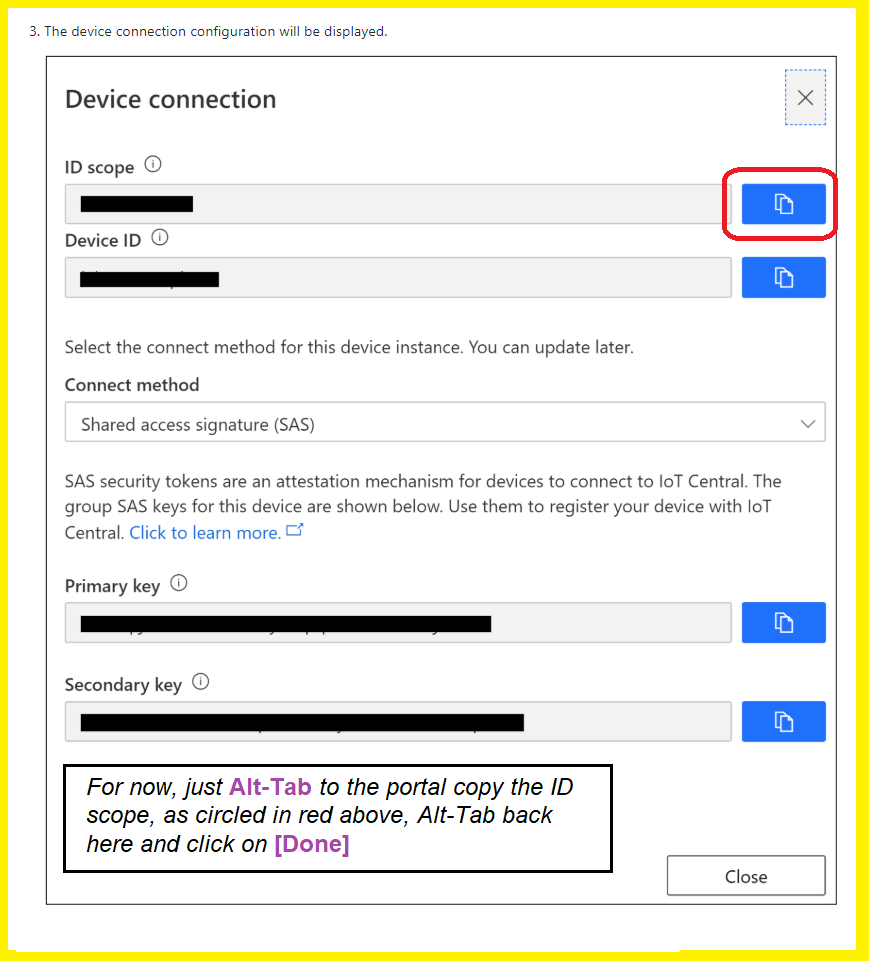 3. The device connection configuration will be displayed.
Device connection
ID scope
Device ID
Select the connect method for this device instance. You can update later.
Connect method
Shared access signature (SAS)
SAS security tokens are an attestation mechanism for devices to connect to IoT Central. The
group SAS keys for this device are shown below. Use them to register your device with IoT
Central. Click to learn more.
Primary key
Secondary key
For now, just Alt-Tab to the portal copy the ID
scope, as circled in red above, Alt-Tab back
here and click on [Done]
Close